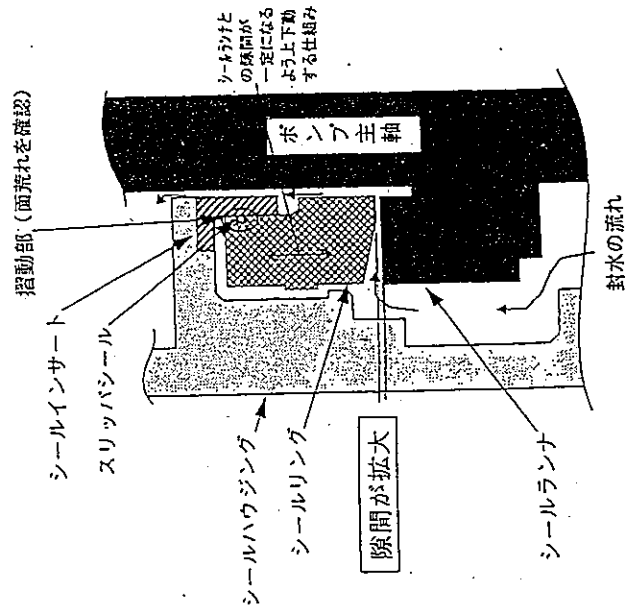 摺動部（面荒れを確認）
シールインサート
スリッパシール
シールハウジング
シールリング
隙間が拡大
シールランナ
シールランナと
の隙間が
一定になる
よう上下動
する仕組み
ポンプ主軸
封水の流れ